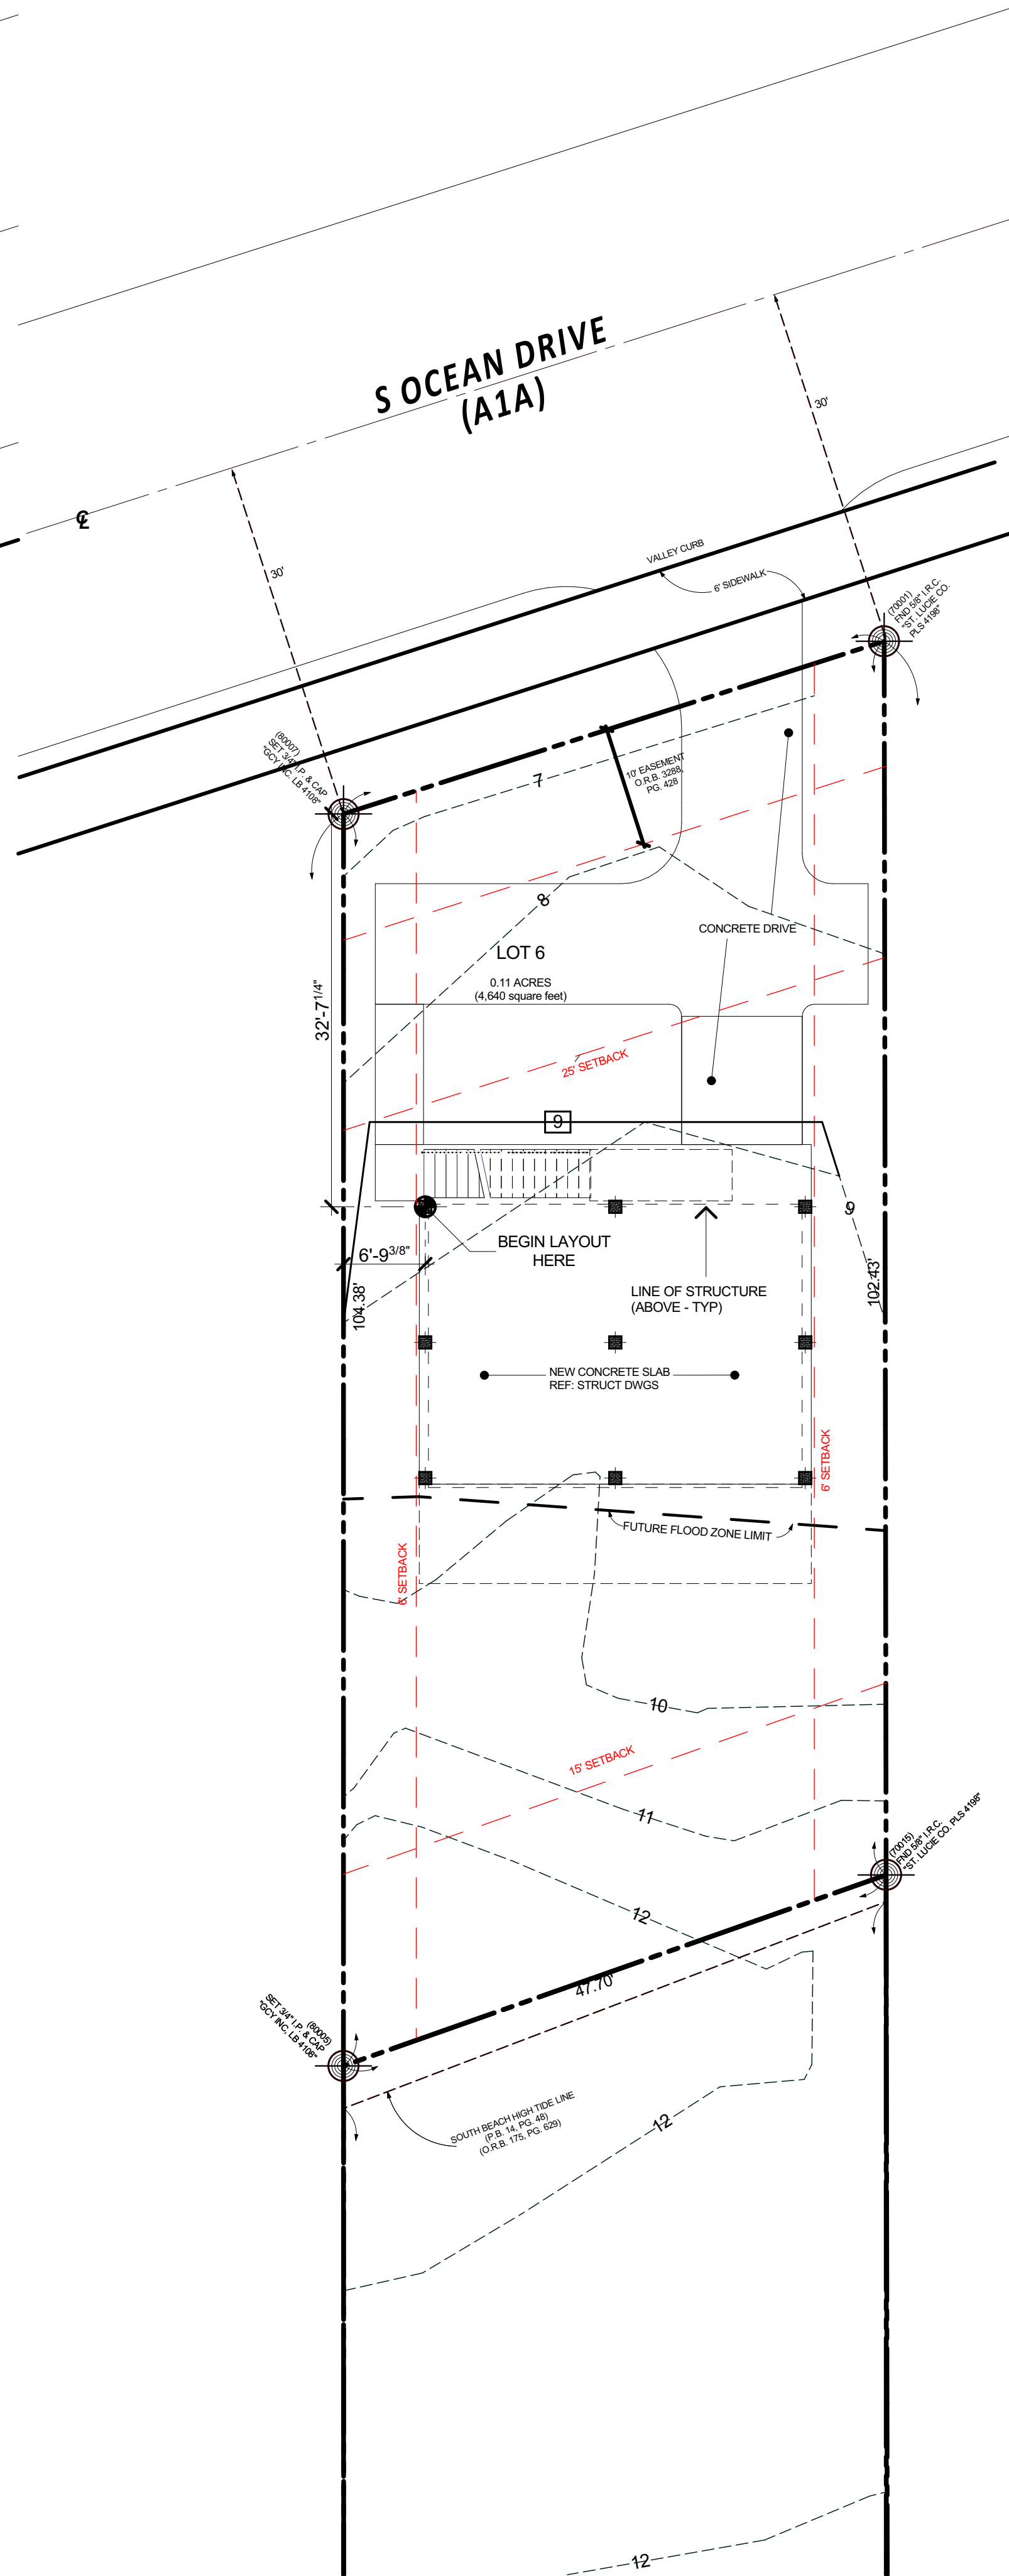 S OCEAN DRIVE
(A1A)
30'
30'
℄
VALLEY CURB
6' SIDEWALK
(70001)
FND 5/8" I.R.C.
"ST. LUCIE CO.
PLS 4198"
(80007)
SET 3/4" I.P. & CAP
"GCY INC, LB 4108"
10' EASEMENT
O.R.B. 3288,
PG. 428
7
8
CONCRETE DRIVE
LOT 6
0.11 ACRES
(4,640 square feet)
32'-7 1/4"
25' SETBACK
9
9
BEGIN LAYOUT
HERE
6'-9 3/8"
104.38'
102.43'
LINE OF STRUCTURE
(ABOVE - TYP)
NEW CONCRETE SLAB
REF: STRUCT DWGS
6' SETBACK
FUTURE FLOOD ZONE LIMIT
6' SETBACK
10
15' SETBACK
11
(70015)
FND 5/8" I.R.C.
"ST. LUCIE CO. PLS 4198"
12
47.70'
(80005)
SET 3/4" I.P. & CAP
"GCY INC, LB 4108"
SOUTH BEACH HIGH TIDE LINE
(P.B. 14, PG. 48)
(O.R.B. 175, PG. 629)
12
12